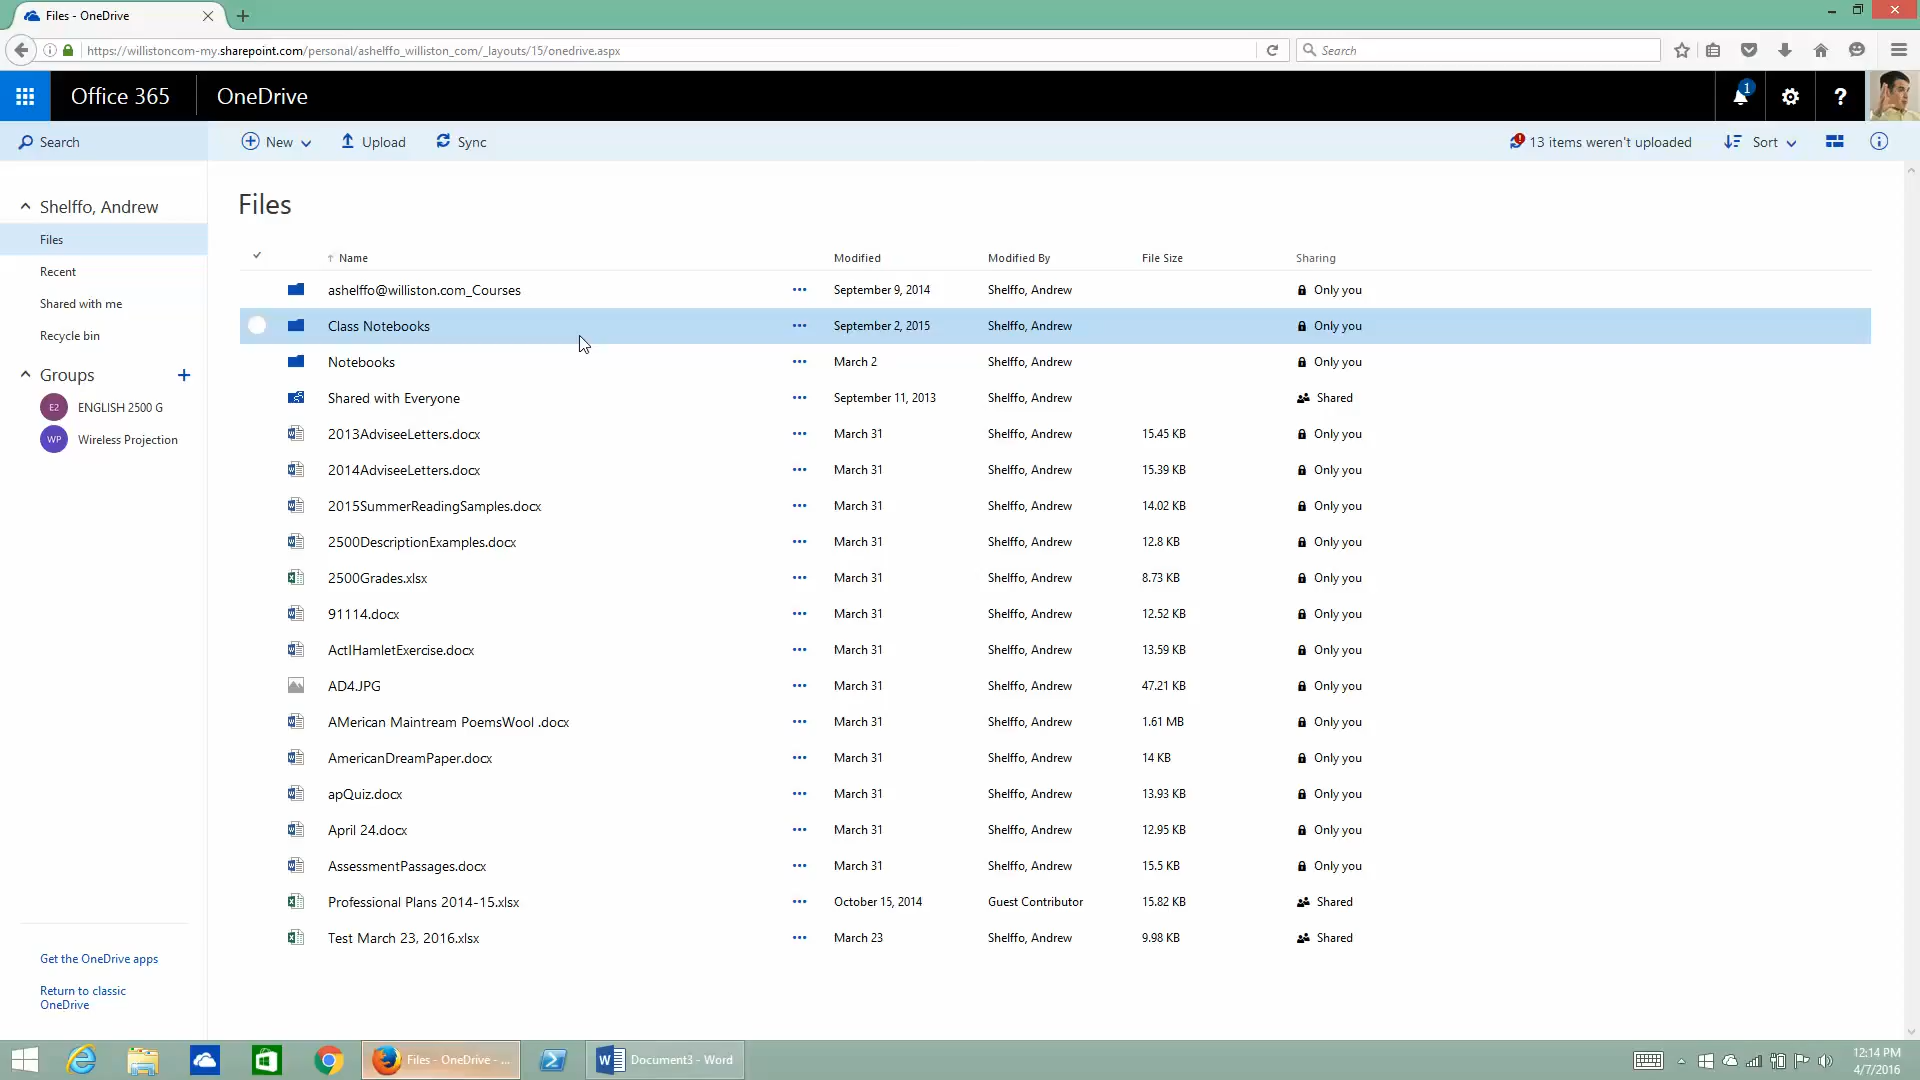 Files - OneDrive
https://willistoncom-my.sharepoint.com/personal/ashelffo_williston_com/_layouts/15/onedrive.aspx
Search
Office 365
OneDrive
1
?
Search
New
Upload
Sync
13 items weren't uploaded
Sort
Shelffo, Andrew
Files
Recent
Shared with me
Recycle bin
Groups
E2 ENGLISH 2500 G
WP Wireless Projection
Get the OneDrive apps
Return to classic
OneDrive
Files
Name Modified Modified By File Size Sharing
ashelffo@williston.com_Courses September 9, 2014 Shelffo, Andrew Only you
Class Notebooks September 2, 2015 Shelffo, Andrew Only you
Notebooks March 2 Shelffo, Andrew Only you
Shared with Everyone September 11, 2013 Shelffo, Andrew Shared
2013AdviseeLetters.docx March 31 Shelffo, Andrew 15.45 KB Only you
2014AdviseeLetters.docx March 31 Shelffo, Andrew 15.39 KB Only you
2015SummerReadingSamples.docx March 31 Shelffo, Andrew 14.02 KB Only you
2500DescriptionExamples.docx March 31 Shelffo, Andrew 12.8 KB Only you
2500Grades.xlsx March 31 Shelffo, Andrew 8.73 KB Only you
91114.docx March 31 Shelffo, Andrew 12.52 KB Only you
ActIHamletExercise.docx March 31 Shelffo, Andrew 13.59 KB Only you
AD4.JPG March 31 Shelffo, Andrew 47.21 KB Only you
AMerican Maintream PoemsWool .docx March 31 Shelffo, Andrew 1.61 MB Only you
AmericanDreamPaper.docx March 31 Shelffo, Andrew 14 KB Only you
apQuiz.docx March 31 Shelffo, Andrew 13.93 KB Only you
April 24.docx March 31 Shelffo, Andrew 12.95 KB Only you
AssessmentPassages.docx March 31 Shelffo, Andrew 15.5 KB Only you
Professional Plans 2014-15.xlsx October 15, 2014 Guest Contributor 15.82 KB Shared
Test March 23, 2016.xlsx March 23 Shelffo, Andrew 9.98 KB Shared
Files - OneDrive - ...
Document3 - Word
12:14 PM
4/7/2016